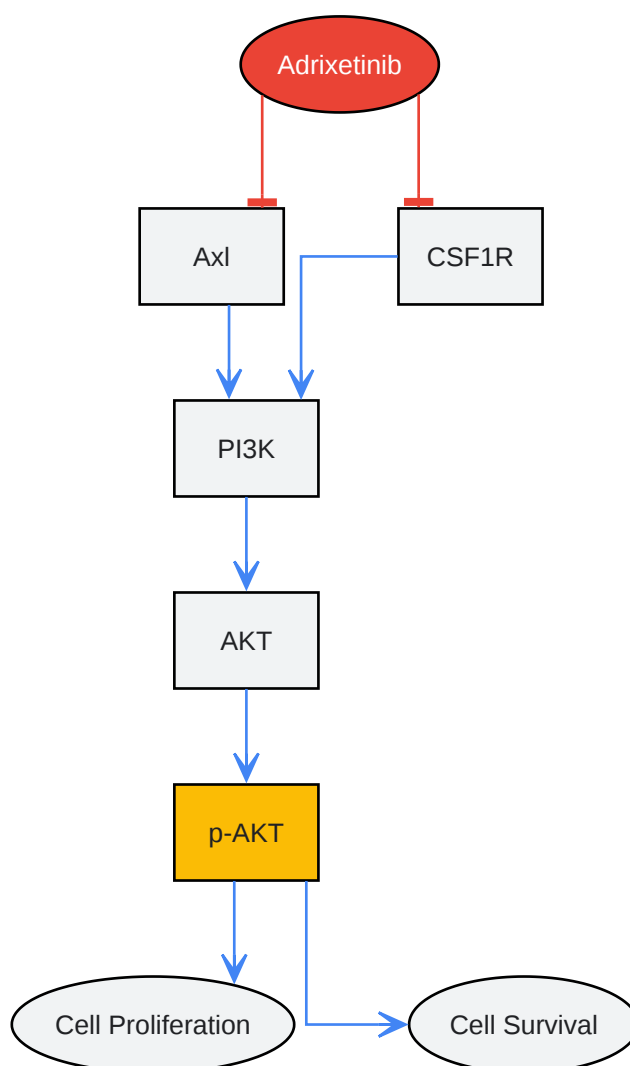 Adrixetinib
Axl
CSF1R
PI3K
AKT
p-AKT
Cell Proliferation
Cell Survival